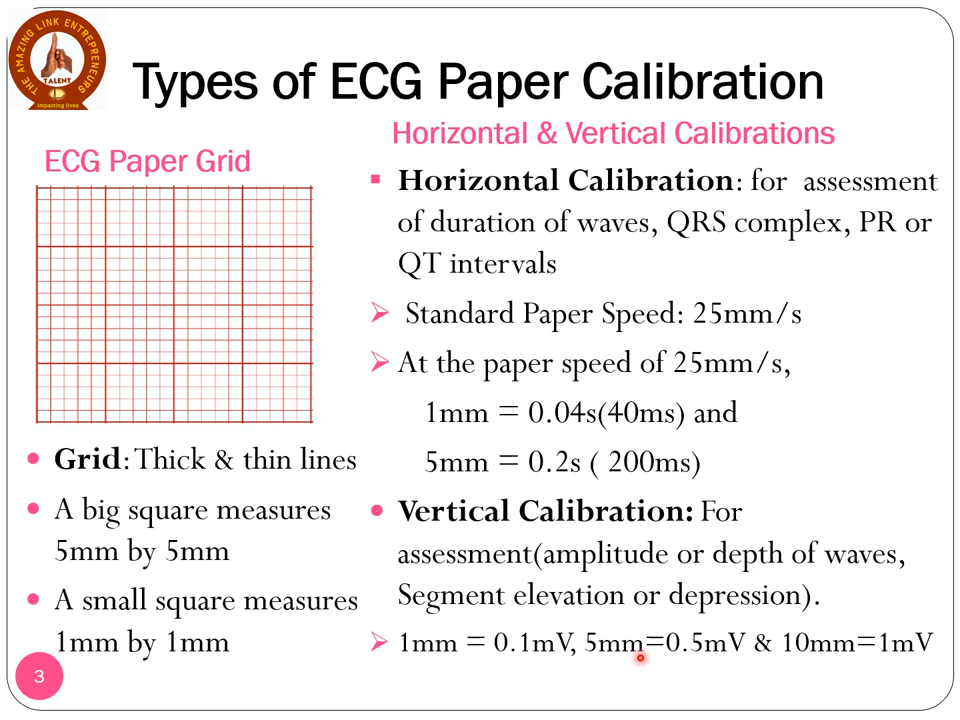 THE AMAZING LINK ENTREPRENEURS
TALENT
impacting lives
Types of ECG Paper Calibration
ECG Paper Grid
Grid: Thick & thin lines
A big square measures
5mm by 5mm
A small square measures
1mm by 1mm
Horizontal & Vertical Calibrations
Horizontal Calibration: for assessment
of duration of waves, QRS complex, PR or
QT intervals
Standard Paper Speed: 25mm/s
At the paper speed of 25mm/s,
1mm = 0.04s(40ms) and
5mm = 0.2s ( 200ms)
Vertical Calibration: For
assessment(amplitude or depth of waves,
Segment elevation or depression).
1mm = 0.1mV, 5mm=0.5mV & 10mm=1mV
3